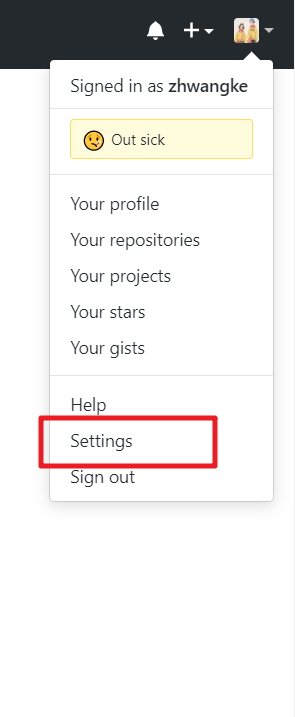 Signed in as zhwangke
Out sick
Your profile
Your repositories
Your projects
Your stars
Your gists
Help
Settings
Sign out